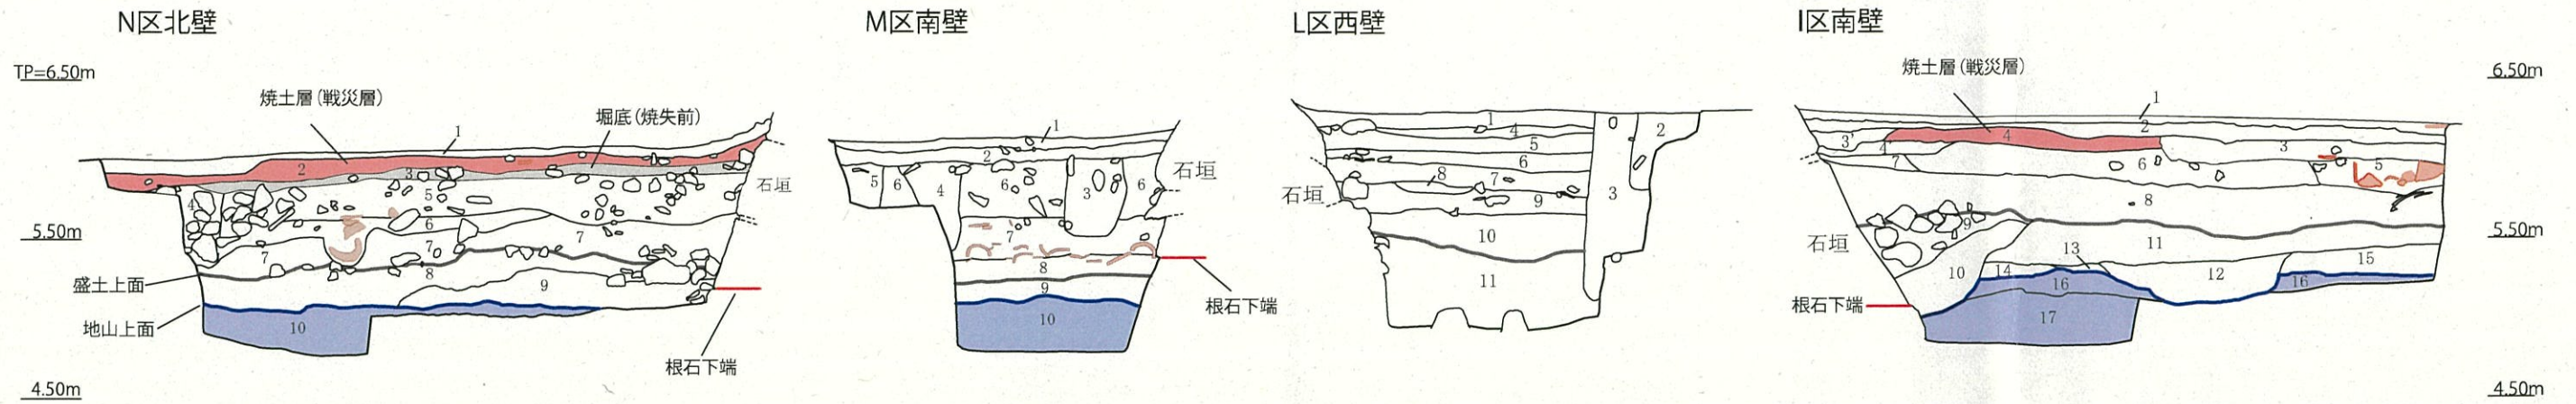 N区北壁
M区南壁
L区西壁
I区南壁
TP=6.50m
5.50m
4.50m
焼土層(戦災層)
堀底(焼失前)
1
2
3
4
5
6
7
7
7
8
9
10
石垣
盛土上面
地山上面
根石下端
1
2
5
6
4
6
3
6
7
8
9
10
石垣
根石下端
1
4
5
6
8
7
9
10
11
2
3
石垣
焼土層(戦災層)
1
2
3'
4
4'
3
7
6
5
8
9
10
13
11
14
12
15
16
16
17
石垣
根石下端
6.50m
5.50m
4.50m